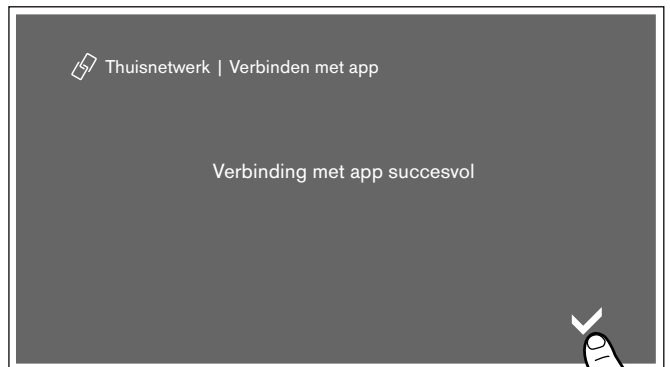 Thuisnetwerk | Verbinden met app
Verbinding met app succesvol